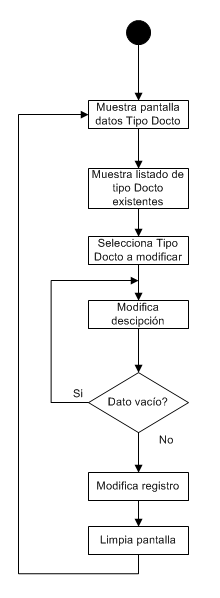 Muestra pantalla
datos Tipo Docto
Muestra listado de
tipo Docto
existentes
Selecciona Tipo
Docto a modificar
Modifica
descipción
Sí
Dato vacío?
No
Modifica registro
Limpia pantalla